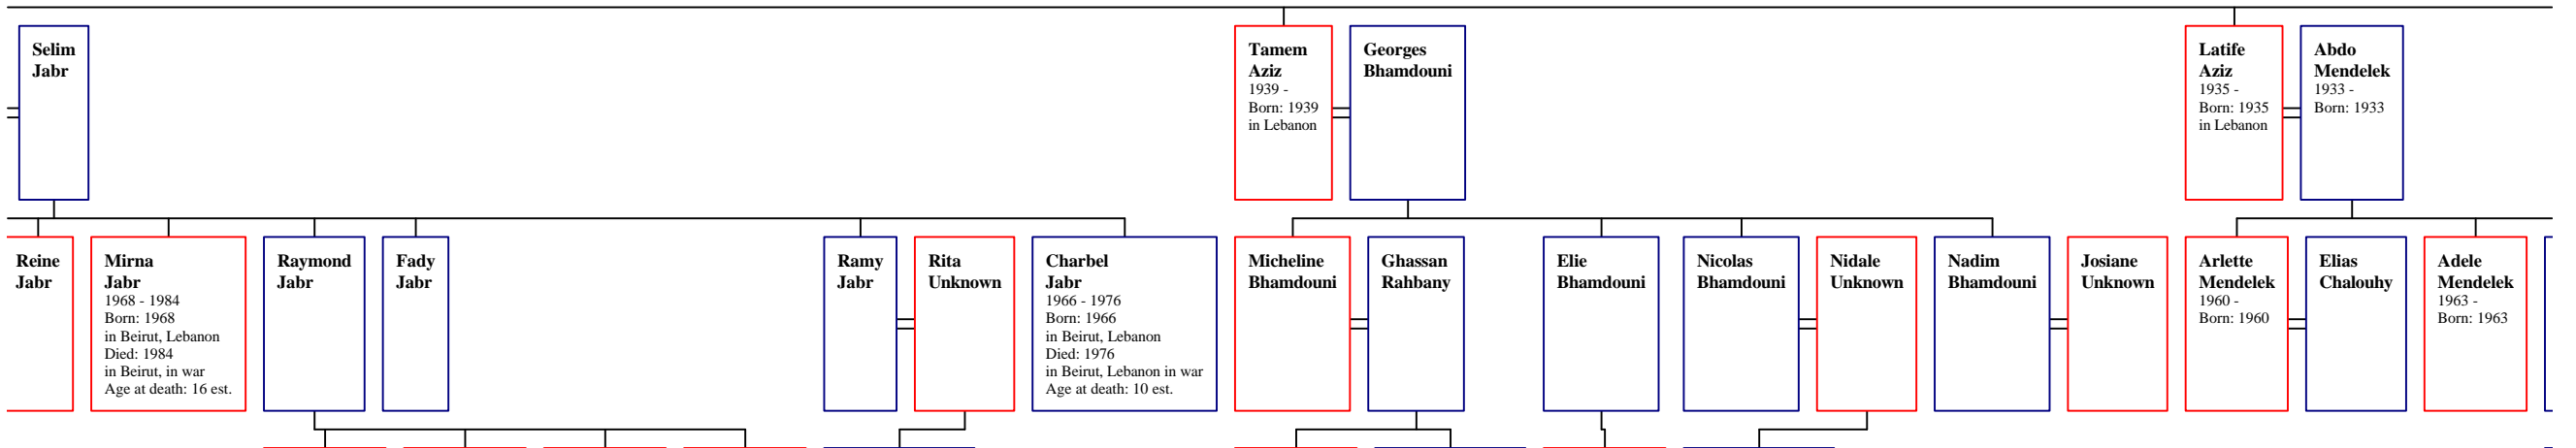 Selim
Jabr
Tamem
Aziz
1939 -
Born: 1939
in Lebanon
Georges
Bhamdouni
Latife
Aziz
1935 -
Born: 1935
in Lebanon
Abdo
Mendelek
1933 -
Born: 1933
Reine
Jabr
Mirna
Jabr
1968 - 1984
Born: 1968
in Beirut, Lebanon
Died: 1984
in Beirut, in war
Age at death: 16 est.
Raymond
Jabr
Fady
Jabr
Ramy
Jabr
Rita
Unknown
Charbel
Jabr
1966 - 1976
Born: 1966
in Beirut, Lebanon
Died: 1976
in Beirut, Lebanon in war
Age at death: 10 est.
Micheline
Bhamdouni
Ghassan
Rahbany
Elie
Bhamdouni
Nicolas
Bhamdouni
Nidale
Unknown
Nadim
Bhamdouni
Josiane
Unknown
Arlette
Mendelek
1960 -
Born: 1960
Elias
Chalouhy
Adele
Mendelek
1963 -
Born: 1963